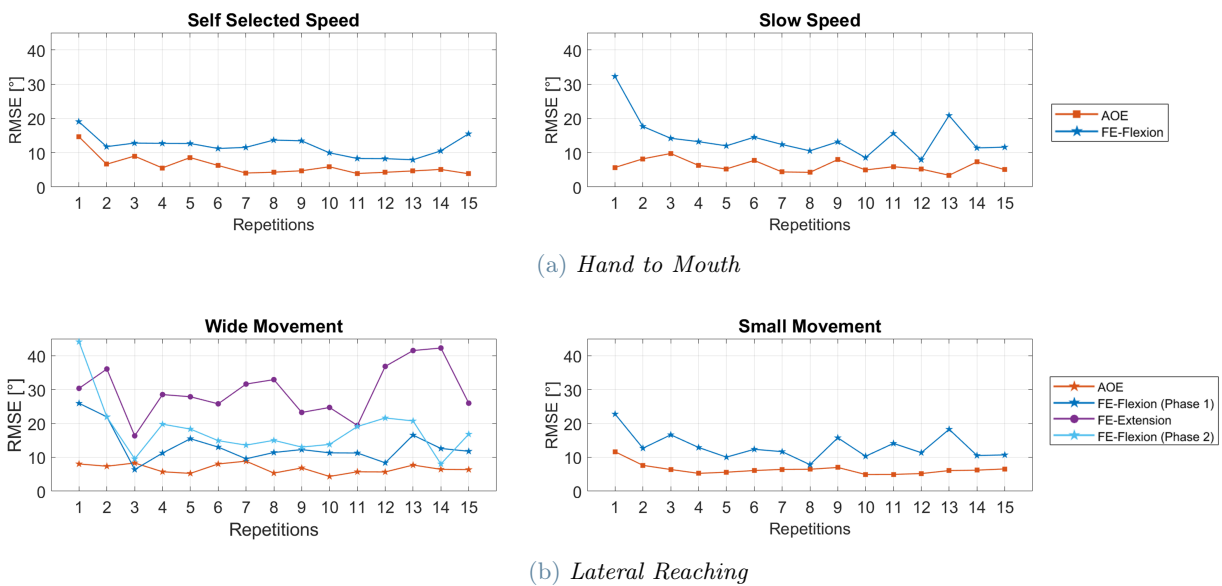 Self Selected Speed
RMSE [°]
40
30
20
10
0
1 2 3 4 5 6 7 8 9 10 11 12 13 14 15
Repetitions
Slow Speed
RMSE [°]
40
30
20
10
0
1 2 3 4 5 6 7 8 9 10 11 12 13 14 15
Repetitions
AOE
FE-Flexion
(a) Hand to Mouth
Wide Movement
RMSE [°]
40
30
20
10
0
1 2 3 4 5 6 7 8 9 10 11 12 13 14 15
Repetitions
Small Movement
RMSE [°]
40
30
20
10
0
1 2 3 4 5 6 7 8 9 10 11 12 13 14 15
Repetitions
AOE
FE-Flexion (Phase 1)
FE-Extension
FE-Flexion (Phase 2)
(b) Lateral Reaching